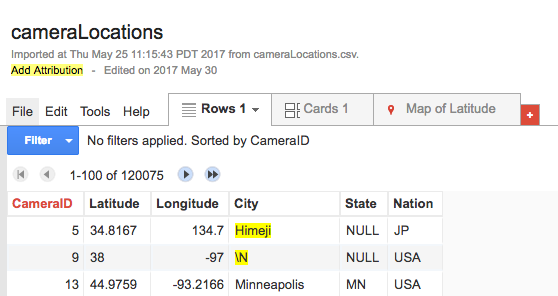 cameraLocations
Imported at Thu May 25 11:15:43 PDT 2017 from cameraLocations.csv.
Add Attribution - Edited on 2017 May 30
File Edit Tools Help Rows 1 Cards 1 Map of Latitude +
Filter No filters applied. Sorted by CameraID
1-100 of 120075
CameraID Latitude Longitude City State Nation
5 34.8167 134.7 Himeji NULL JP
9 38 -97 \N NULL USA
13 44.9759 -93.2166 Minneapolis MN USA